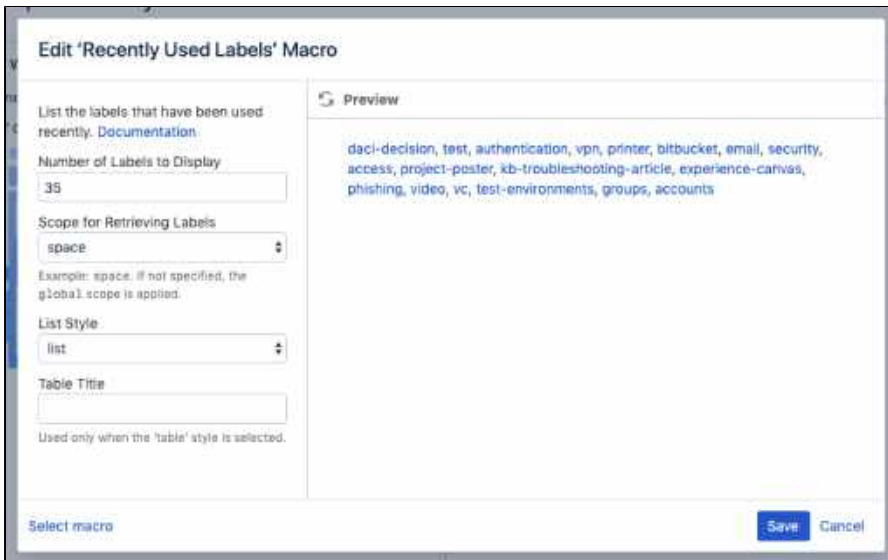 Edit 'Recently Used Labels' Macro
List the labels that have been used
recently. Documentation
Number of Labels to Display
35
Scope for Retrieving Labels
space
Example: space. If not specified, the
global scope is applied.
List Style
list
Table Title
Used only when the 'table' style is selected.
Preview
daci-decision, test, authentication, vpn, printer, bitbucket, email, security,
access, project-poster, kb-troubleshooting-article, experience-canvas,
phishing, video, vc, test-environments, groups, accounts
Select macro
Save
Cancel